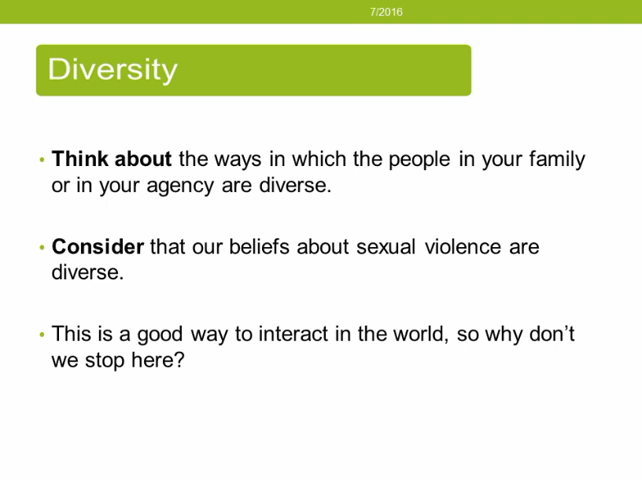 7/2016
Diversity
• Think about the ways in which the people in your family
or in your agency are diverse.
• Consider that our beliefs about sexual violence are
diverse.
• This is a good way to interact in the world, so why don’t
we stop here?